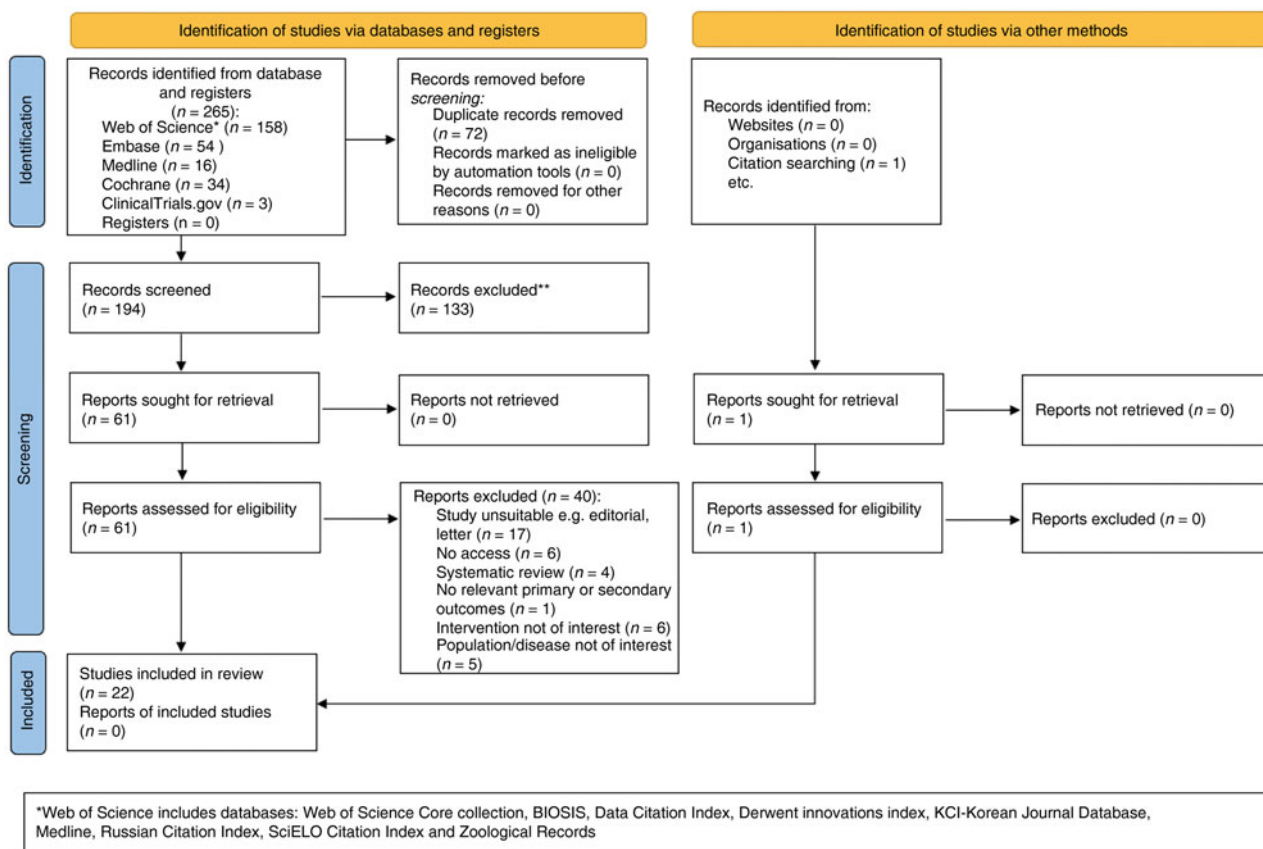 Identification of studies via databases and registers
Identification of studies via other methods
Identification
Records identified from database
and registers
(n = 265):
Web of Science* (n = 158)
Embase (n = 54 )
Medline (n = 16)
Cochrane (n = 34)
ClinicalTrials.gov (n = 3)
Registers (n = 0)
Records removed before
screening:
Duplicate records removed
(n = 72)
Records marked as ineligible
by automation tools (n = 0)
Records removed for other
reasons (n = 0)
Records identified from:
Websites (n = 0)
Organisations (n = 0)
Citation searching (n = 1)
etc.
Screening
Records screened
(n = 194)
Records excluded**
(n = 133)
Reports sought for retrieval
(n = 61)
Reports not retrieved
(n = 0)
Reports sought for retrieval
(n = 1)
Reports not retrieved (n = 0)
Reports assessed for eligibility
(n = 61)
Reports excluded (n = 40):
Study unsuitable e.g. editorial,
letter (n = 17)
No access (n = 6)
Systematic review (n = 4)
No relevant primary or secondary
outcomes (n = 1)
Intervention not of interest (n = 6)
Population/disease not of interest
(n = 5)
Reports assessed for eligibility
(n = 1)
Reports excluded (n = 0)
Included
Studies included in review
(n = 22)
Reports of included studies
(n = 0)
*Web of Science includes databases: Web of Science Core collection, BIOSIS, Data Citation Index, Derwent innovations index, KCI-Korean Journal Database,
Medline, Russian Citation Index, SciELO Citation Index and Zoological Records